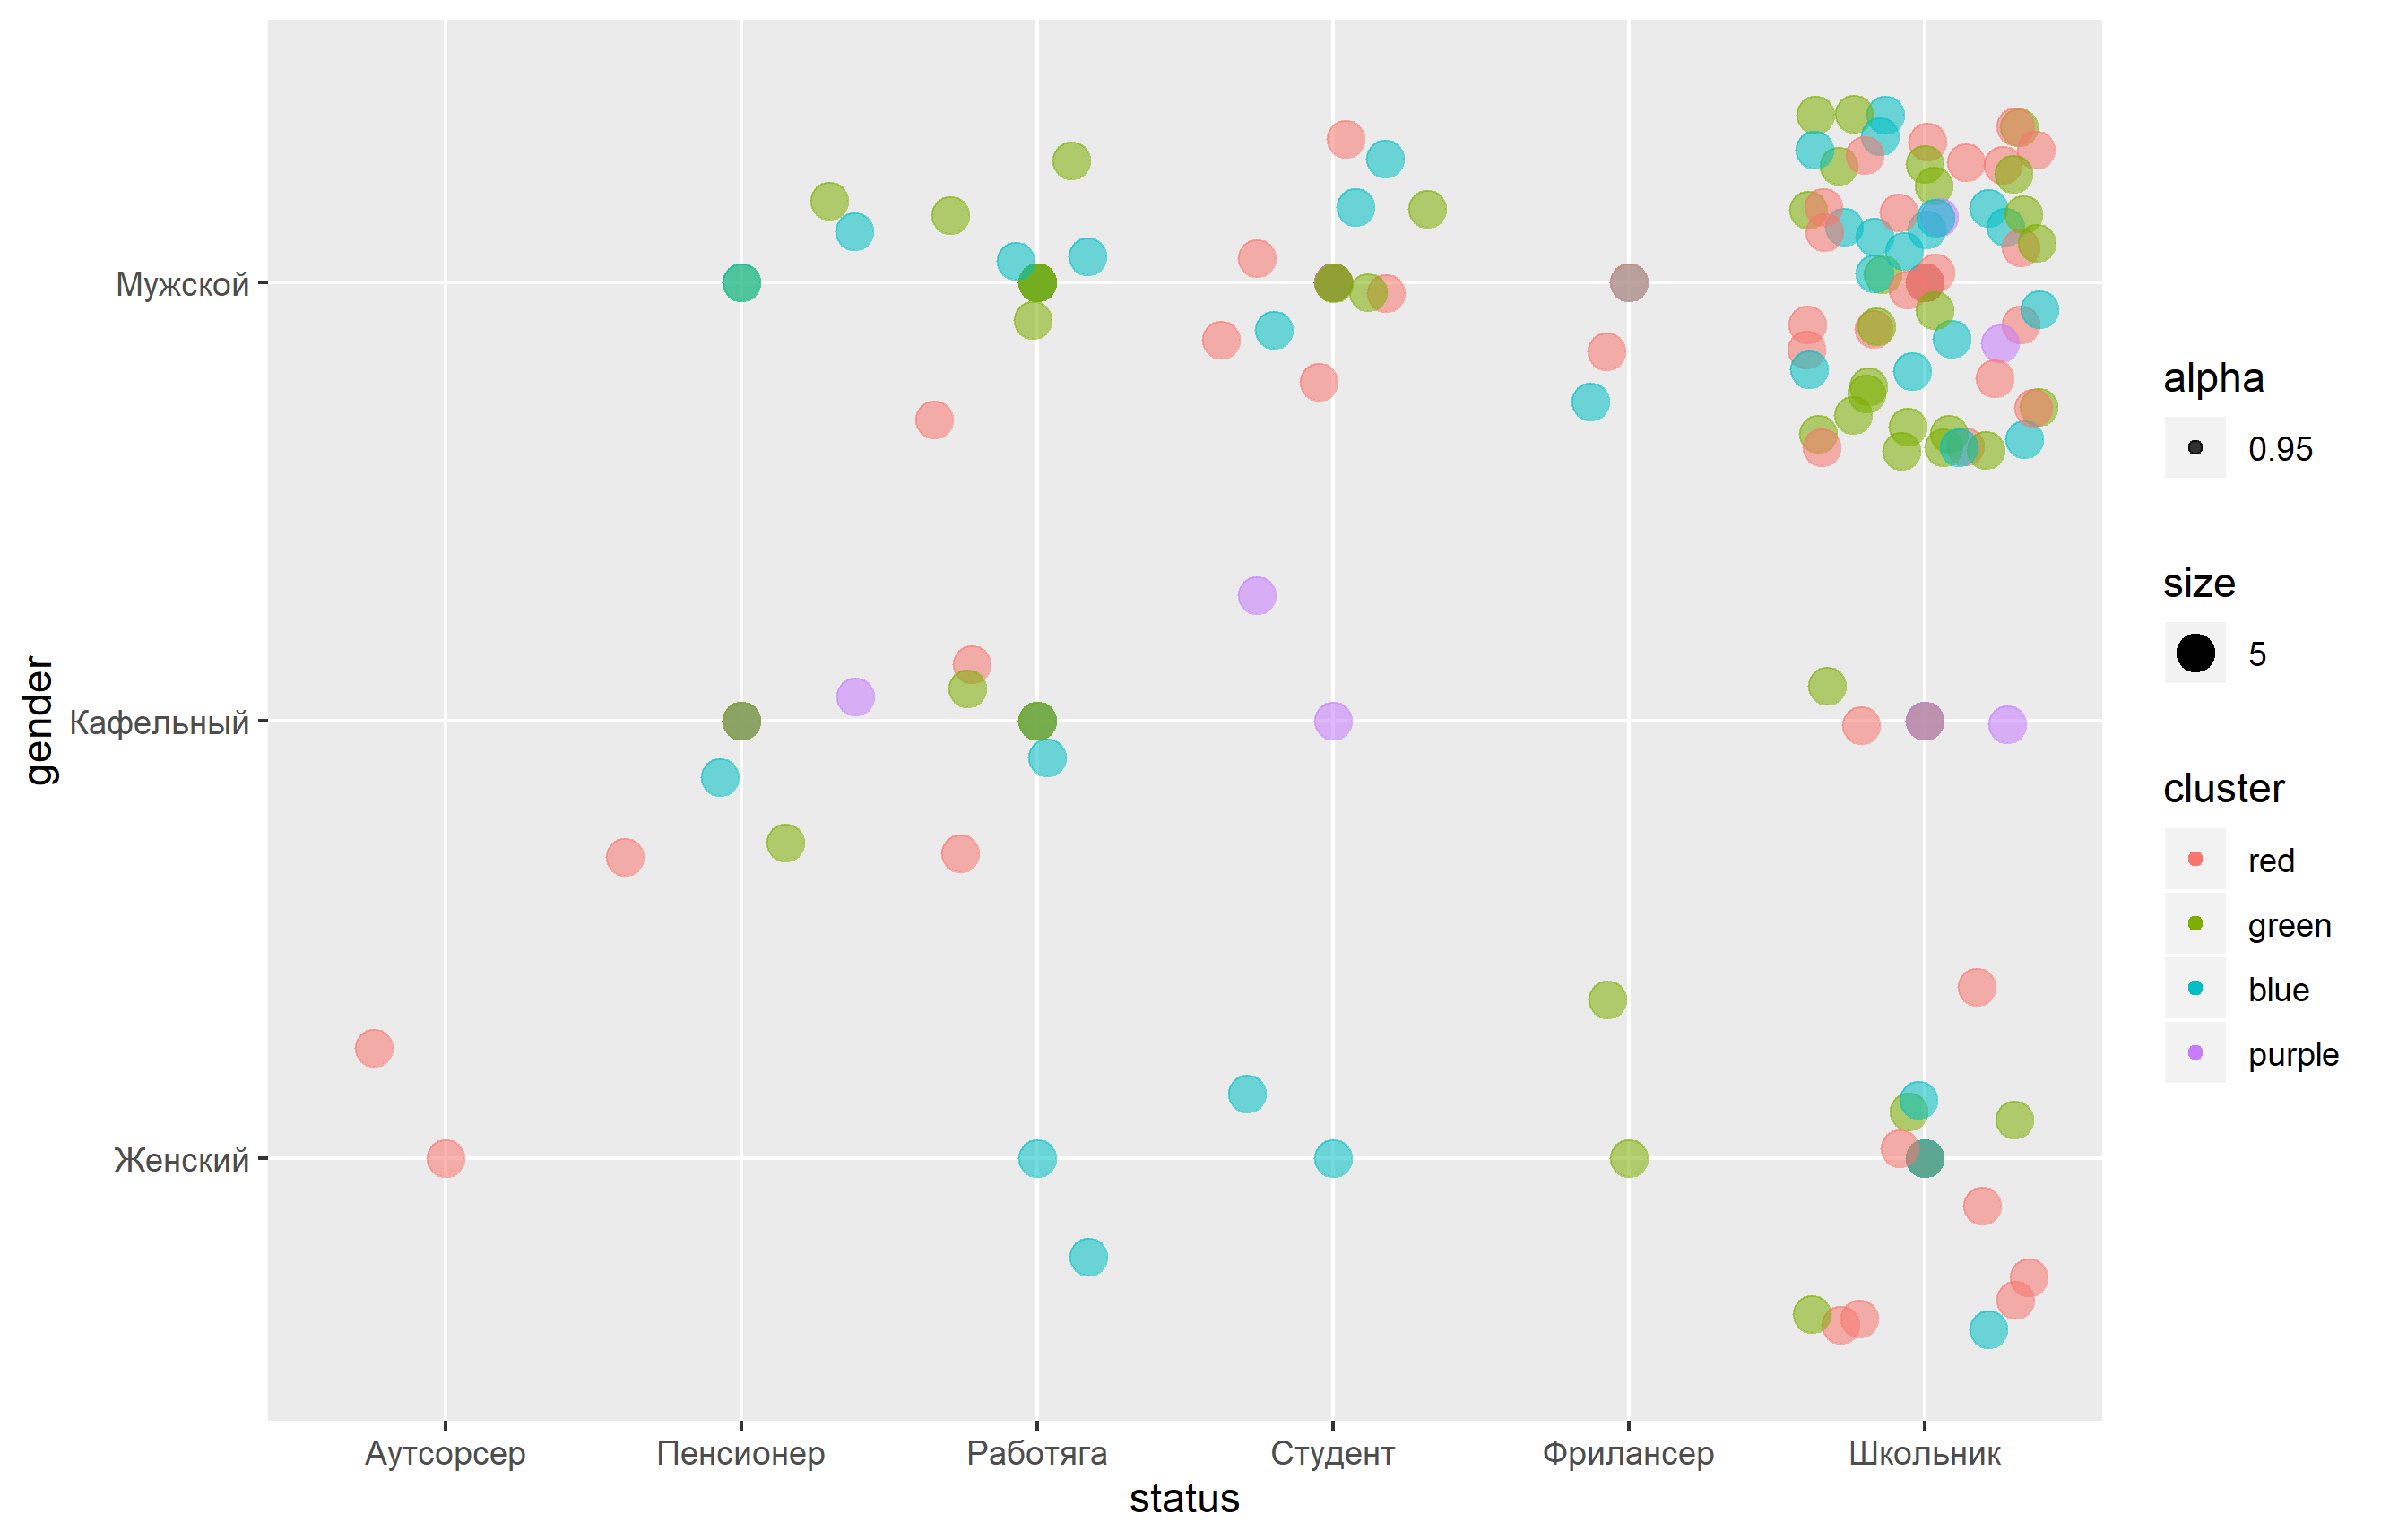 Мужской
Кафельный
Женский
gender
Аутсорсер
Пенсионер
Работяга
Студент
Фрилансер
Школьник
status
alpha
0.95
size
5
cluster
red
green
blue
purple